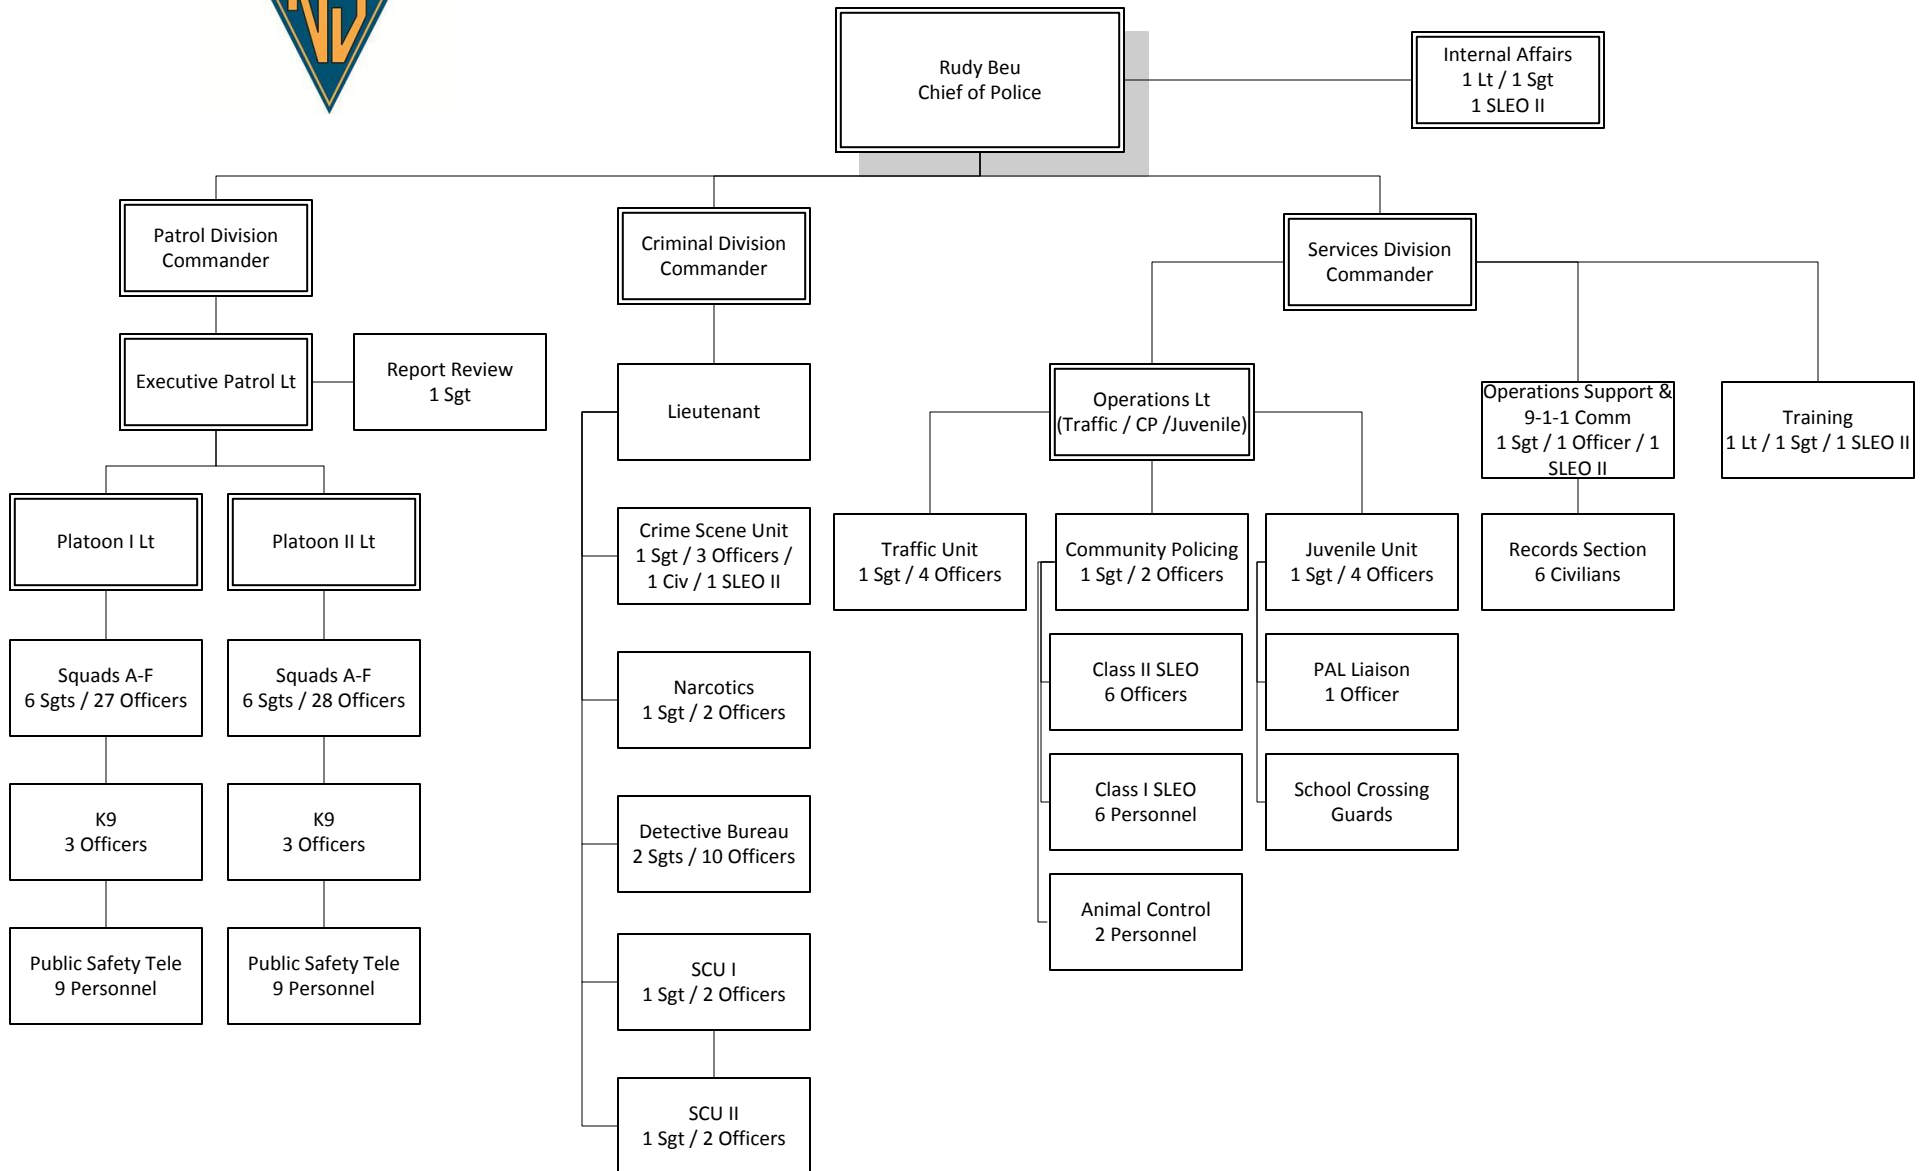 NJ
Rudy Beu
Chief of Police
Internal Affairs
1 Lt / 1 Sgt
1 SLEO II
Patrol Division
Commander
Criminal Division
Commander
Services Division
Commander
Executive Patrol Lt
Report Review
1 Sgt
Lieutenant
Operations Lt
(Traffic / CP /Juvenile)
Operations Support &
9-1-1 Comm
1 Sgt / 1 Officer / 1
SLEO II
Training
1 Lt / 1 Sgt / 1 SLEO II
Platoon I Lt
Platoon II Lt
Crime Scene Unit
1 Sgt / 3 Officers /
1 Civ / 1 SLEO II
Traffic Unit
1 Sgt / 4 Officers
Community Policing
1 Sgt / 2 Officers
Juvenile Unit
1 Sgt / 4 Officers
Records Section
6 Civilians
Squads A-F
6 Sgts / 27 Officers
Squads A-F
6 Sgts / 28 Officers
Narcotics
1 Sgt / 2 Officers
Class II SLEO
6 Officers
PAL Liaison
1 Officer
K9
3 Officers
K9
3 Officers
Detective Bureau
2 Sgts / 10 Officers
Class I SLEO
6 Personnel
School Crossing
Guards
Public Safety Tele
9 Personnel
Public Safety Tele
9 Personnel
SCU I
1 Sgt / 2 Officers
Animal Control
2 Personnel
SCU II
1 Sgt / 2 Officers